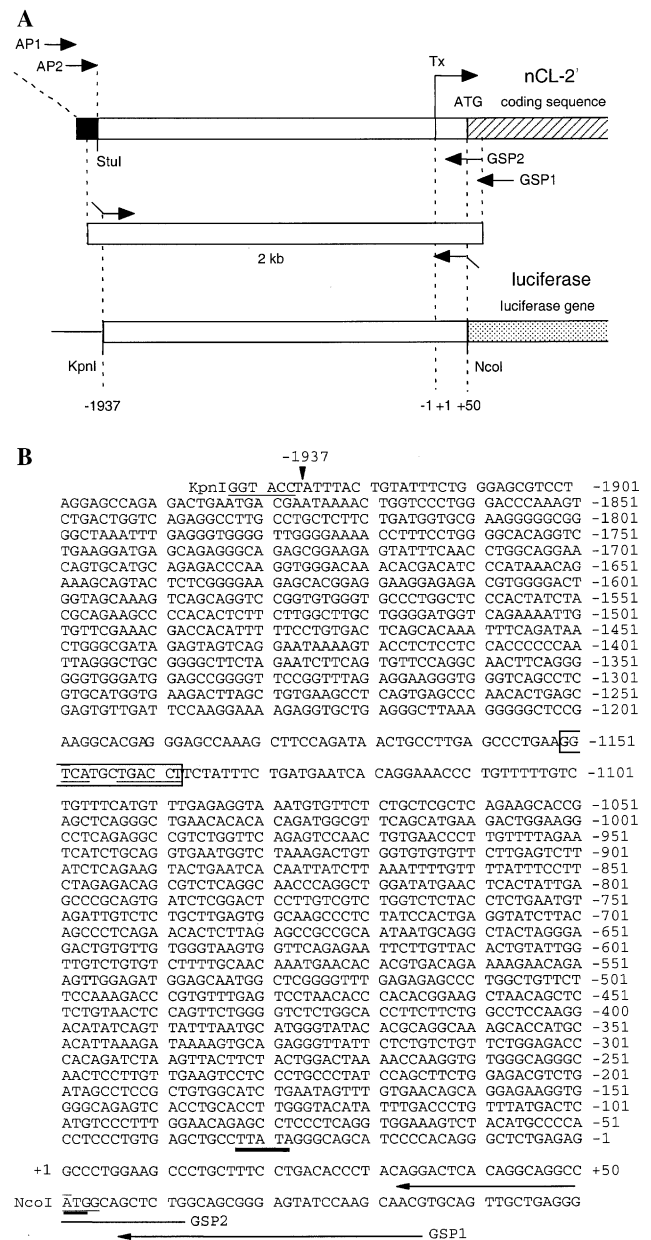 A
AP1
AP2
Tx
nCL-2'
ATG
coding sequence
StuI
GSP2
GSP1
2 kb
luciferase
luciferase gene
KpnI
NcoI
-1937
-1 +1 +50
B
-1937
KpnIGGT ACCTATTTAC TGTATTTCTG GGAGCGTCCT -1901
AGGAGCCAGA GACTGAATGA CGAATAAAAC TGGTCCCTGG GACCCAAAGT -1851
CTGACTGGTC AGAGGCCTTG CCTGCTCTTC TGATGGTGCG AAGGGGGCGG -1801
GGCTAAATTT GAGGGTGGGG TTGGGGAAAA CCTTTCCTGG GGCACAGGTC -1751
TGAAGGATGA GCAGAGGGCA GAGCGGAAGA GTATTTCAAC CTGGCAGGAA -1701
CAGTGCATGC AGAGACCCAA GGTGGGACAA ACACGACATC CCATAAACAG -1651
AAAGCAGTAC TCTCGGGGAA GAGCACGGAG GAAGGAGAGA CGTGGGGACT -1601
GGTAGCAAAG TCAGCAGGTC CGGTGTGGGT GCCCTGGCTC CCACTATCTA -1551
CGCAGAAGCC CCACACTCTT CTTGGCTTGC TGGGGATGGT CAGAAAATTG -1501
TGTTCGAAAC GACCACATTT TTCCTGTGAC TCAGCACAAA TTTCAGATAA -1451
CTGGGCGATA GAGTAGTCAG GAATAAAAGT ACCTCTCCTC CACCCCCCAA -1401
TTAGGGCTGC GGGGCTTCTA GAATCTTCAG TGTTCCAGGC AACTTCAGGG -1351
GGGTGGGATG GAGCCGGGGT TCCGGTTTAG AGGAAGGGTG GGTCAGCCTC -1301
GTGCATGGTG AAGACTTAGC TGTGAAGCCT CAGTGAGCCC AACACTGAGC -1251
GAGTGTTGAT TCCAAGGAAA AGAGGTGCTG AGGGCTTAAA GGGGGCTCCG -1201
AAGGCACGAG GGAGCCAAAG CTTCCAGATA ACTGCCTTGA GCCCTGAAGG -1151
TCATGCTGAC CTTCTATTTC TGATGAATCA CAGGAAACCC TGTTTTTGTC -1101
TGTTTCATGT TTGAGAGGTA AATGTGTTCT CTGCTCGCTC AGAAGCACCG -1051
AGCTCAGGGC TGAACACACA CAGATGGCGT TCAGCATGAA GACTGGAAGG -1001
CCTCAGAGGC CGTCTGGTTC AGAGTCCAAC TGTGAACCCT TGTTTTAGAA -951
TCATCTGCAG GTGAATGGTC TAAAGACTGT GGTGTGTGTT CTTGAGTCTT -901
ATCTCAGAAG TACTGAATCA CAATTATCTT AAATTTTGTT TTATTTCCTT -851
CTAGAGACAG CGTCTCAGGC AACCCAGGCT GGATATGAAC TCACTATTGA -801
GCCCGCAGTG ATCTCGGACT CCTTGTCGTC TGGTCTCTAC CTCTGAATGT -751
AGATTGTCTC TGCTTGAGTG GCAAGCCCTC TATCCACTGA GGTATCTTAC -701
AGCCCTCAGA ACACTCTTAG AGCCGCCGCA ATAATGCAGG CTACTAGGGA -651
GACTGTGTTG TGGGTAAGTG GTTCAGAGAA TTCTTGTTAC ACTGTATTGG -601
TTGTCTGTGT CTTTTGCAAC AAATGAACAC ACGTGACAGA AAAGAACAGA -551
AGTTGGAGAT GGAGCAATGG CTCGGGGTTT GAGAGAGCCC TGGCTGTTCT -501
TCCAAAGACC CGTGTTTGAG TCCTAACACC CACACGGAAG CTAACAGCTC -451
TCTGTAACTC CAGTTCTGGG GTCTCTGGCA CCTTCTTCTG GCCTCCAAGG -400
ACATATCAGT TATTTAATGC ATGGGTATAC ACGCAGGCAA AGCACCATGC -351
ACATTAAAGA TAAAAGTGCA GAGGGTTATT CTCTGTCTGT TCTGGAGACC -301
CACAGATCTA AGTTACTTCT ACTGGACTAA AACCAAGGTG TGGGCAGGGC -251
AACTCCTTGT TGAAGTCCTC CCTGCCCTAT CCAGCTTCTG GAGACGTCTG -201
ATAGCCTCCG CTGTGGCATC TGAATAGTTT GTGAACAGCA GGAGAAGGTG -151
GGGCAGAGTC ACCTGCACCT TGGGTACATA TTTGACCCTG TTTATGACTC -101
ATGTCCCTTT GGAACAGAGC CTCCCTCAGG TGGAAAGTCT ACATGCCCCA -51
CCTCCCTGTG GAGCTGCCTT ATAGGGCAGCA TCCCCACAGG GCTCTGAGAG -1
+1 GCCCTGGAAG CCCTGCTTTC CTGACACCCT ACAGGACTCA CAGGCAGGCC +50
NcoI ATGGCAGCTC TGGCAGCGGG AGTATCCAAG CAACGTGCAG TTGCTGAGGG
GSP2
GSP1